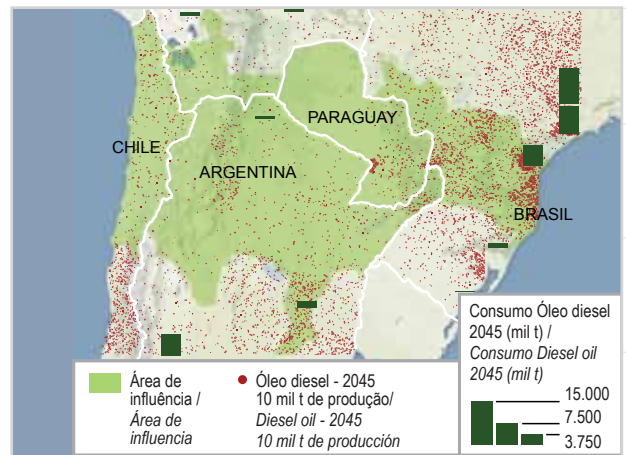 PARAGUAY
CHILE
ARGENTINA
BRASIL
Área de
influência /
Área de
influencia
Óleo diesel - 2045
10 mil t de produção/
Diesel oil - 2045
10 mil t de producción
Consumo Óleo diesel
2045 (mil t) /
Consumo Diesel oil
2045 (mil t)
15.000
7.500
3.750